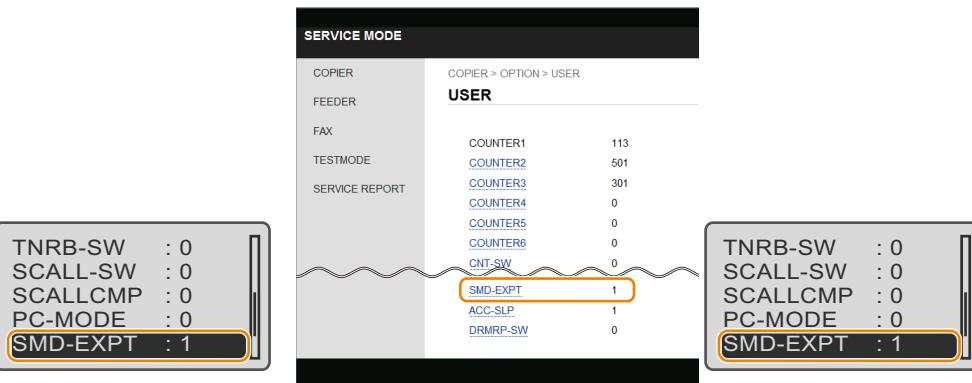 SERVICE MODE
COPIER
FEEDER
FAX
TESTMODE
SERVICE REPORT
COPIER > OPTION > USER
USER
COUNTER1 113
COUNTER2 501
COUNTER3 301
COUNTER4 0
COUNTER5 0
COUNTER6 0
CNT-SW 0
SMD-EXPT 1
ACC-SLP 1
DRMRP-SW 0
TNRB-SW : 0
SCALL-SW : 0
SCALLCMP : 0
PC-MODE : 0
SMD-EXPT : 1
TNRB-SW : 0
SCALL-SW : 0
SCALLCMP : 0
PC-MODE : 0
SMD-EXPT : 1